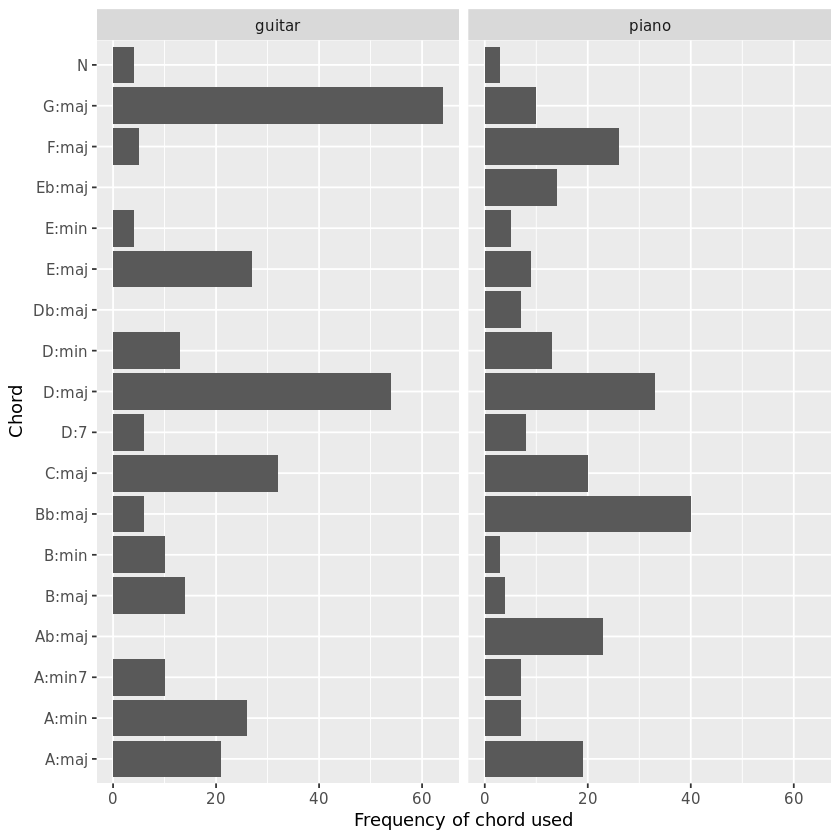 guitar
piano
N
G:maj
F:maj
Eb:maj
E:min
E:maj
Db:maj
D:min
D:maj
D:7
C:maj
Bb:maj
B:min
B:maj
Ab:maj
A:min7
A:min
A:maj
Chord
0 20 40 60 0 20 40 60
Frequency of chord used